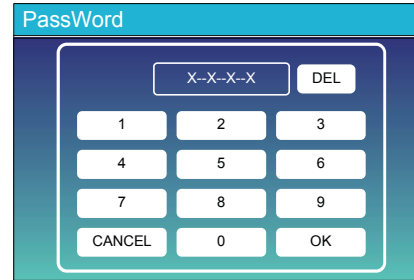 PassWord
X--X--X--X DEL
1 2 3
4 5 6
7 8 9
CANCEL 0 OK